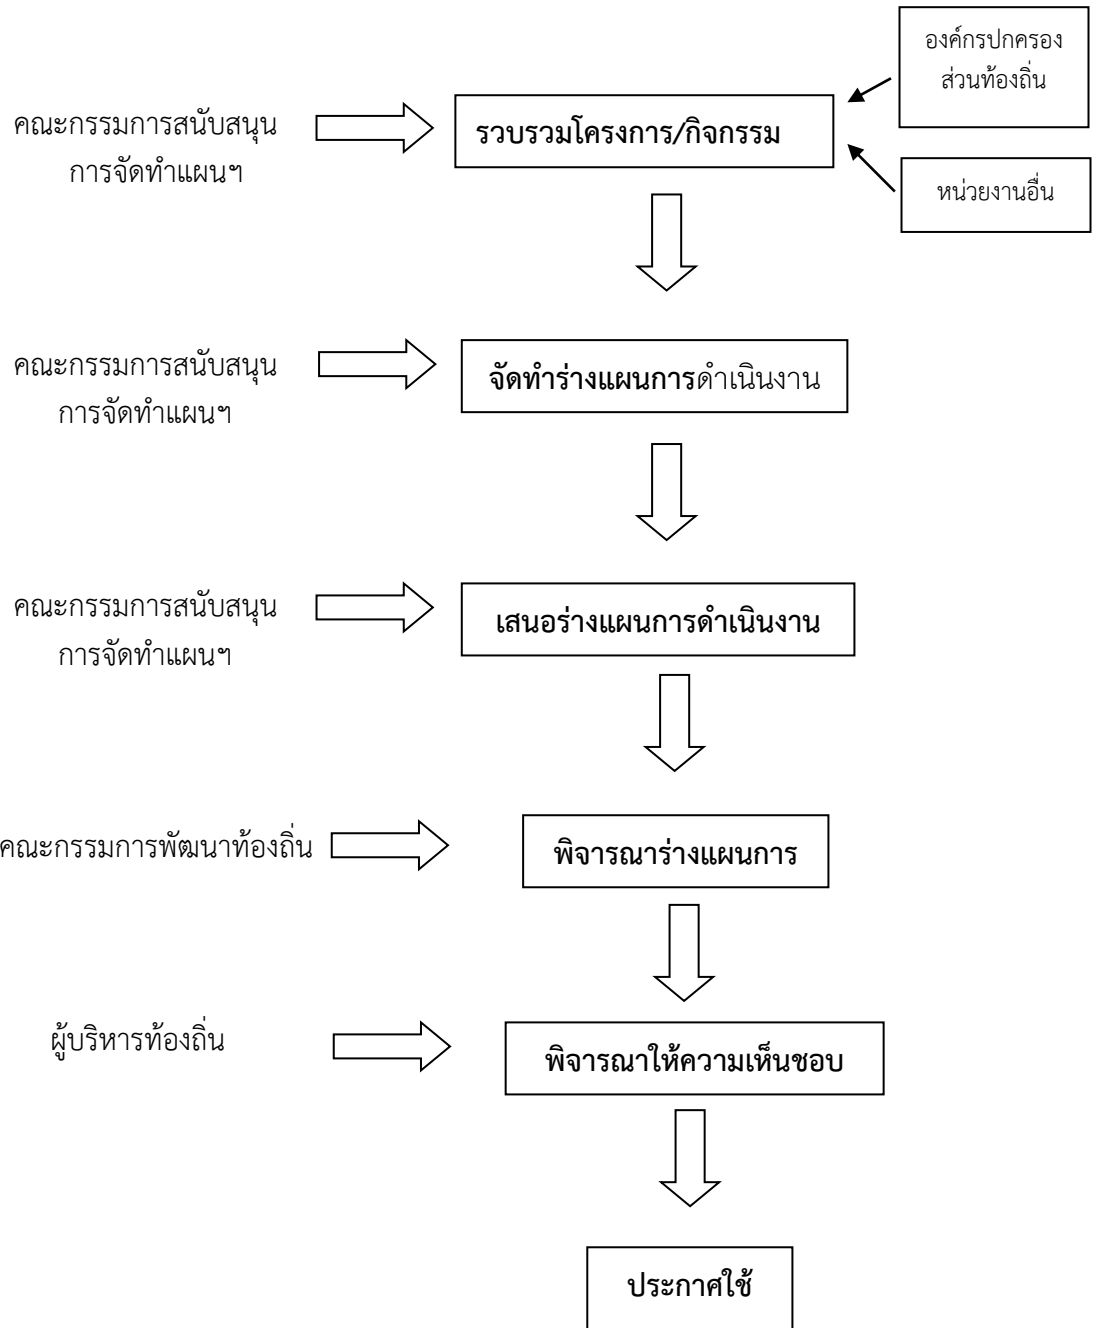 องค์กรปกครอง
ส่วนท้องถิ่น
คณะกรรมการสนับสนุน
การจัดทำแผนฯ
รวบรวมโครงการ/กิจกรรม
หน่วยงานอื่น
คณะกรรมการสนับสนุน
การจัดทำแผนฯ
จัดทำร่างแผนการดำเนินงาน
คณะกรรมการสนับสนุน
การจัดทำแผนฯ
เสนอร่างแผนการดำเนินงาน
คณะกรรมการพัฒนาท้องถิ่น
พิจารณาร่างแผนการ
ผู้บริหารท้องถิ่น
พิจารณาให้ความเห็นชอบ
ประกาศใช้